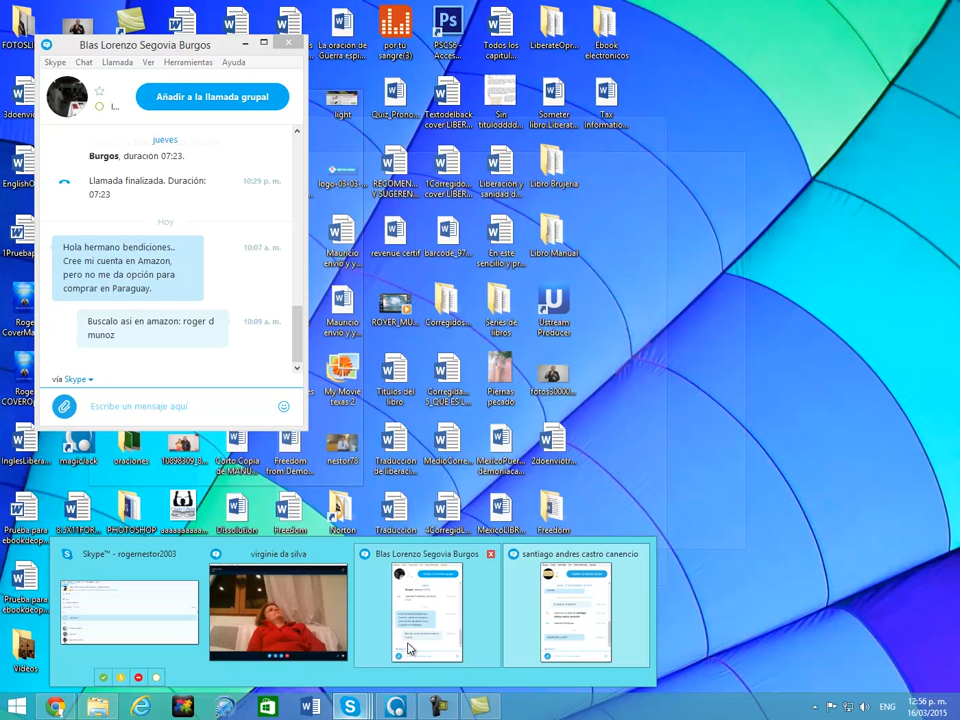 Blas Lorenzo Segovia Burgos
Skype Chat Llamada Ver Herramientas Ayuda
Añadir a la llamada grupal
jueves
Burgos, duración 07:23.
Llamada finalizada. Duración: 10:29 p. m.
07:23
Hoy
Hola hermano bendiciones.. 10:07 a. m.
Cree mi cuenta en Amazon,
pero no me da opción para
comprar en Paraguay.
Buscalo asi en amazon: roger d 10:09 a. m.
munoz
vía Skype
Escribe un mensaje aquí
La oración de
Guerra espi...
por tu
sangre(3)
PSCS6 -
Acces...
Todos los
capitul...
LiberateOpr...
Ebook
electronicos
light
Quiz_Prono...
Textodelback
cover LIBER...
Sin
titulodddd...
Someter
libro.Liberat...
Tax
Informatio...
logo-03-03-...
RECOMEN...
Y SUGEREN...
1Corregido
cover LIBE...
Liberacion y
sanidad d...
Libro Brujeria
Mauricio
envio y y...
revenue certif
barcode_97...
En este
sencillo y pr...
Libro Manual
Mauricio
envio y y...
ROYER_MU...
Corregidos...
Series de
libros
Ustream
Producer
My Movie
texas 2
Titulos del
libro
Corregida
5_QUE ES L...
Piernas
pecado
fotos30000...
InglesLibera...
magicJack
oraciones
10898309_8...
Corto Copia
de MANU...
Freedom
from Demo...
nestor78
Traduccion
de liberaci...
MedioCorre...
MexicoPuer...
demoniaca...
2doenviotr...
Prueba para
ebookdeop...
PHOTOSHOP
aaaaaaaaa...
Dissolution
Freedom
Norton
Traduccion
4CorregidL...
MexicoLIBR...
Freedom
Prueba para
ebookdeop...
Videos
Skype™ - rogernestor2003
virginie da silva
Blas Lorenzo Segovia Burgos
santiago andres castro canencio
ENG
12:56 p. m.
16/03/2015